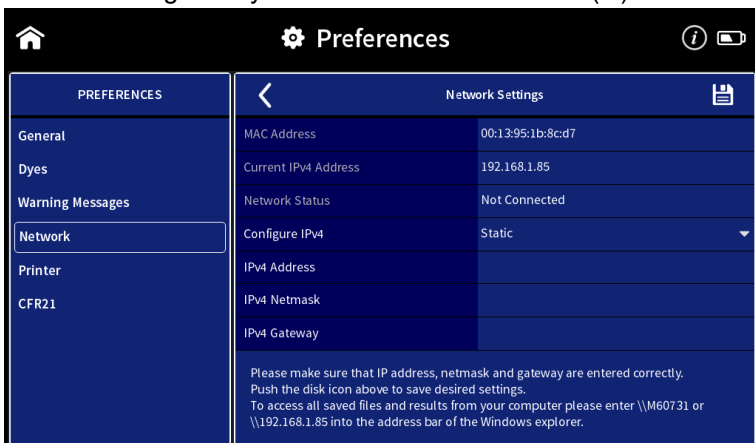 Preferences
PREFERENCES
General
Dyes
Warning Messages
Network
Printer
CFR21
Network Settings
MAC Address 00:13:95:1b:8c:d7
Current IPv4 Address 192.168.1.85
Network Status Not Connected
Configure IPv4 Static
IPv4 Address
IPv4 Netmask
IPv4 Gateway
Please make sure that IP address, netmask and gateway are entered correctly.
Push the disk icon above to save desired settings.
To access all saved files and results from your computer please enter \\M60731 or
\\192.168.1.85 into the address bar of the Windows explorer.